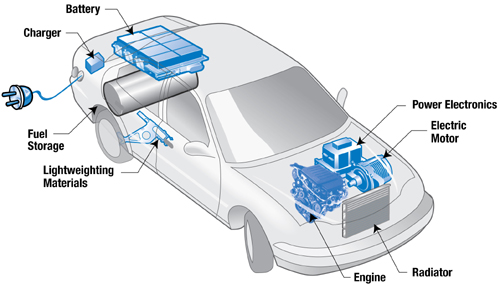 Battery
Charger
Fuel
Storage
Lightweighting
Materials
Power Electronics
Electric
Motor
Engine
Radiator